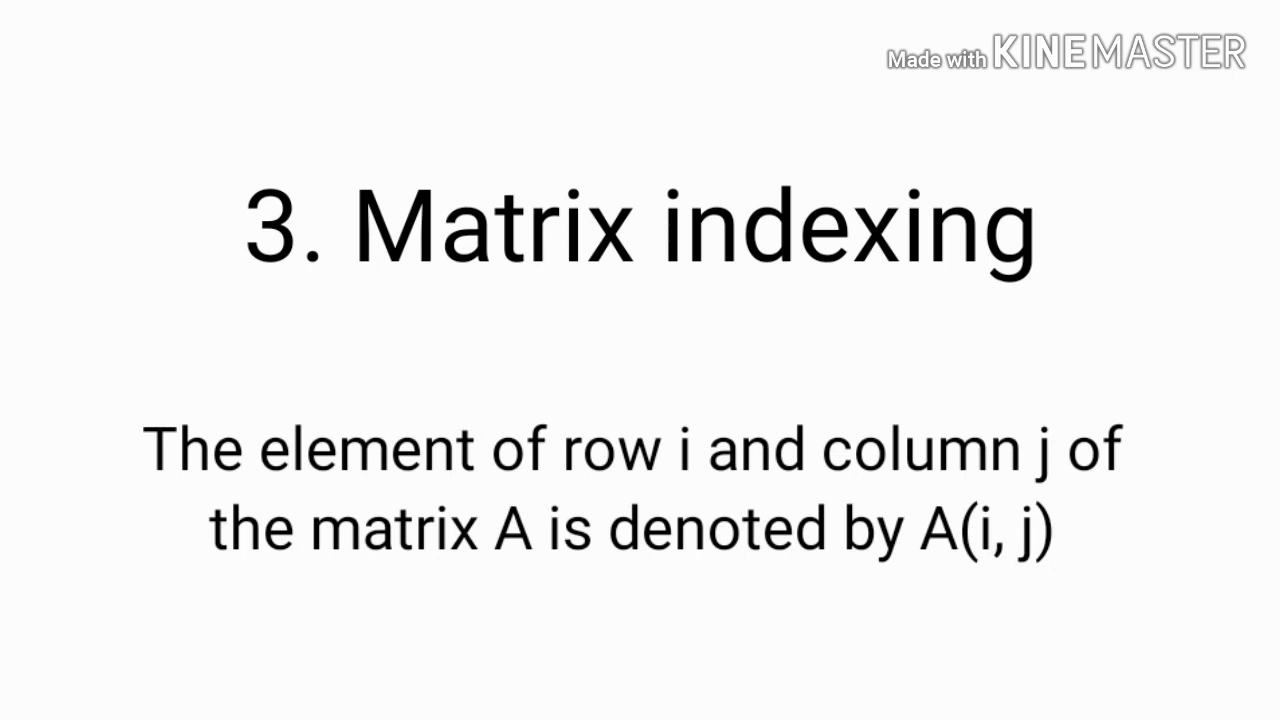 Made with KINEMASTER
3. Matrix indexing
The element of row i and column j of
the matrix A is denoted by A(i, j)